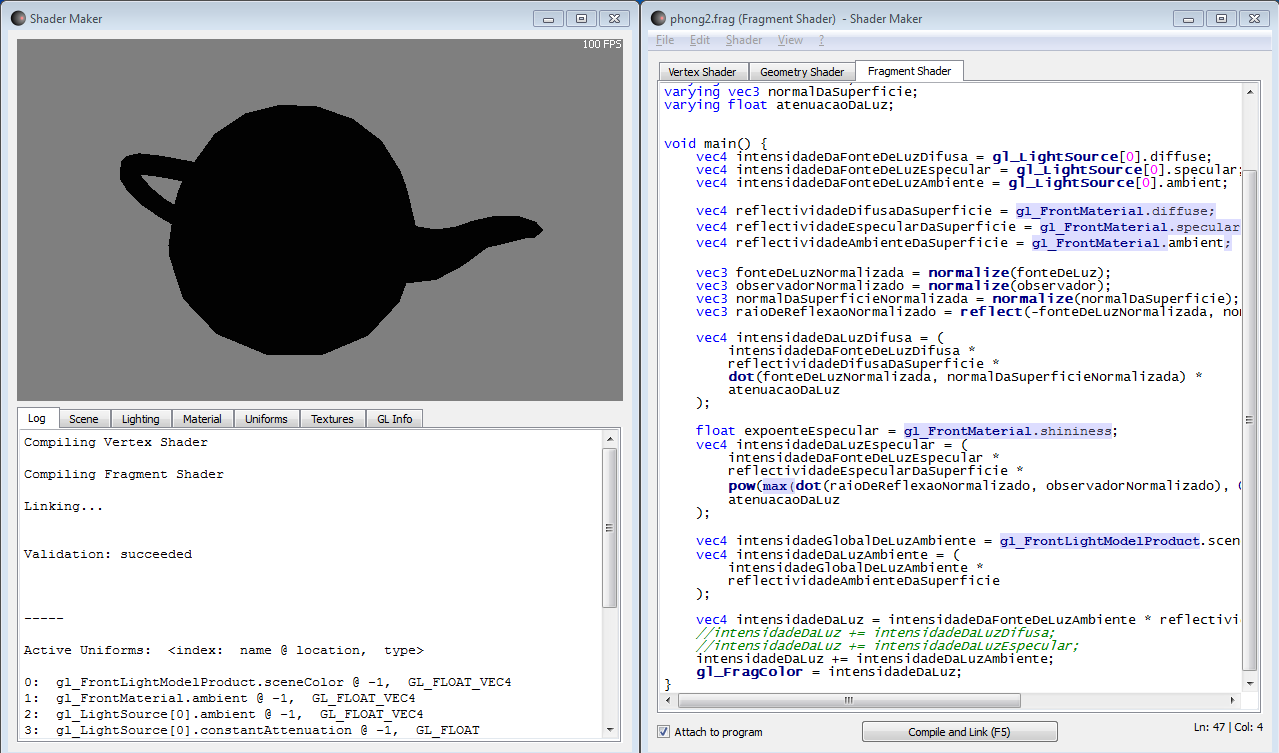 Shader Maker
100 FPS
Log Scene Lighting Material Uniforms Textures GL Info
Compiling Vertex Shader
Compiling Fragment Shader
Linking...
Validation: succeeded
-----
Active Uniforms: <index: name @ location, type>
0: gl_FrontLightModelProduct.sceneColor @ -1, GL_FLOAT_VEC4
1: gl_FrontMaterial.ambient @ -1, GL_FLOAT_VEC4
2: gl_LightSource[0].ambient @ -1, GL_FLOAT_VEC4
3: gl_LightSource[0].constantAttenuation @ -1, GL_FLOAT
phong2.frag (Fragment Shader) - Shader Maker
File Edit Shader View ?
Vertex Shader Geometry Shader Fragment Shader
varying vec3 normalDaSuperficie;
varying float atenuacaoDaLuz;
void main() {
vec4 intensidadeDaFonteDeLuzDifusa = gl_LightSource[0].diffuse;
vec4 intensidadeDaFonteDeLuzEspecular = gl_LightSource[0].specular;
vec4 intensidadeDaFonteDeLuzAmbiente = gl_LightSource[0].ambient;
vec4 reflectividadeDifusaDaSuperficie = gl_FrontMaterial.diffuse;
vec4 reflectividadeEspecularDaSuperficie = gl_FrontMaterial.specular
vec4 reflectividadeAmbienteDaSuperficie = gl_FrontMaterial.ambient;
vec3 fonteDeLuzNormalizada = normalize(fonteDeLuz);
vec3 observadorNormalizado = normalize(observador);
vec3 normalDaSuperficieNormalizada = normalize(normalDaSuperficie);
vec3 raioDeReflexaoNormalizado = reflect(-fonteDeLuzNormalizada, nor
vec4 intensidadeDaLuzDifusa = (
intensidadeDaFonteDeLuzDifusa *
reflectividadeDifusaDaSuperficie *
dot(fonteDeLuzNormalizada, normalDaSuperficieNormalizada) *
atenuacaoDaLuz
);
float expoenteEspecular = gl_FrontMaterial.shininess;
vec4 intensidadeDaLuzEspecular = (
intensidadeDaFonteDeLuzEspecular *
reflectividadeEspecularDaSuperficie *
pow(max(dot(raioDeReflexaoNormalizado, observadorNormalizado),
atenuacaoDaLuz
);
vec4 intensidadeGlobalDeLuzAmbiente = gl_FrontLightModelProduct.scen
vec4 intensidadeDaLuzAmbiente = (
intensidadeGlobalDeLuzAmbiente *
reflectividadeAmbienteDaSuperficie
);
vec4 intensidadeDaLuz = intensidadeDaFonteDeLuzAmbiente * reflectivi
//intensidadeDaLuz += intensidadeDaLuzDifusa;
//intensidadeDaLuz += intensidadeDaLuzEspecular;
intensidadeDaLuz += intensidadeDaLuzAmbiente;
gl_FragColor = intensidadeDaLuz;
}
Attach to program
Compile and Link (F5)
Ln: 47 | Col: 4